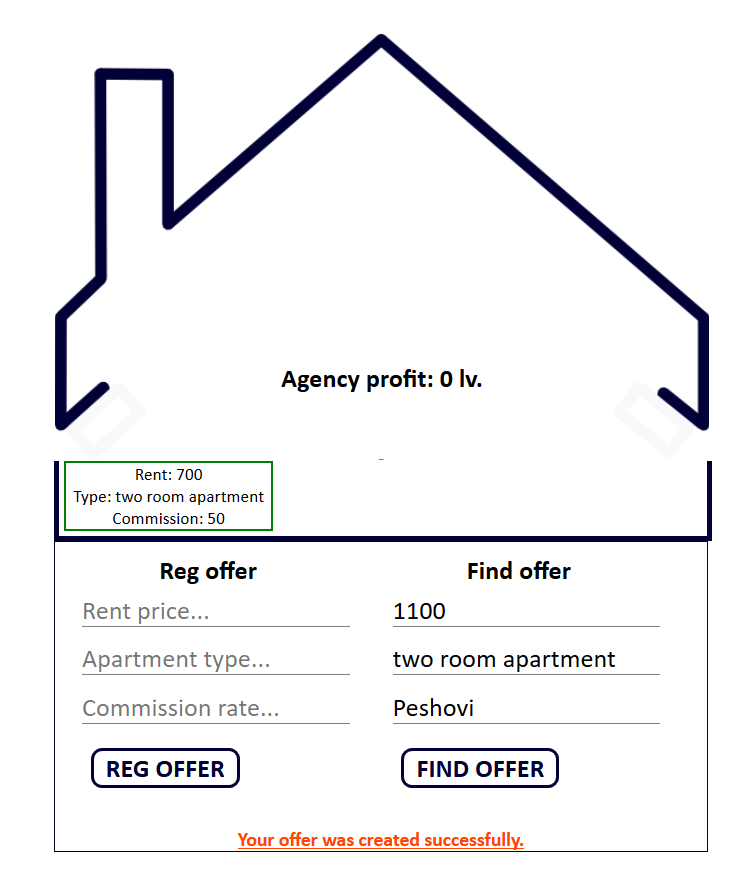 Agency profit: 0 lv.
Rent: 700
Type: two room apartment
Commission: 50
Reg offer
Find offer
Rent price...
1100
Apartment type...
two room apartment
Commission rate...
Peshovi
REG OFFER
FIND OFFER
Your offer was created successfully.